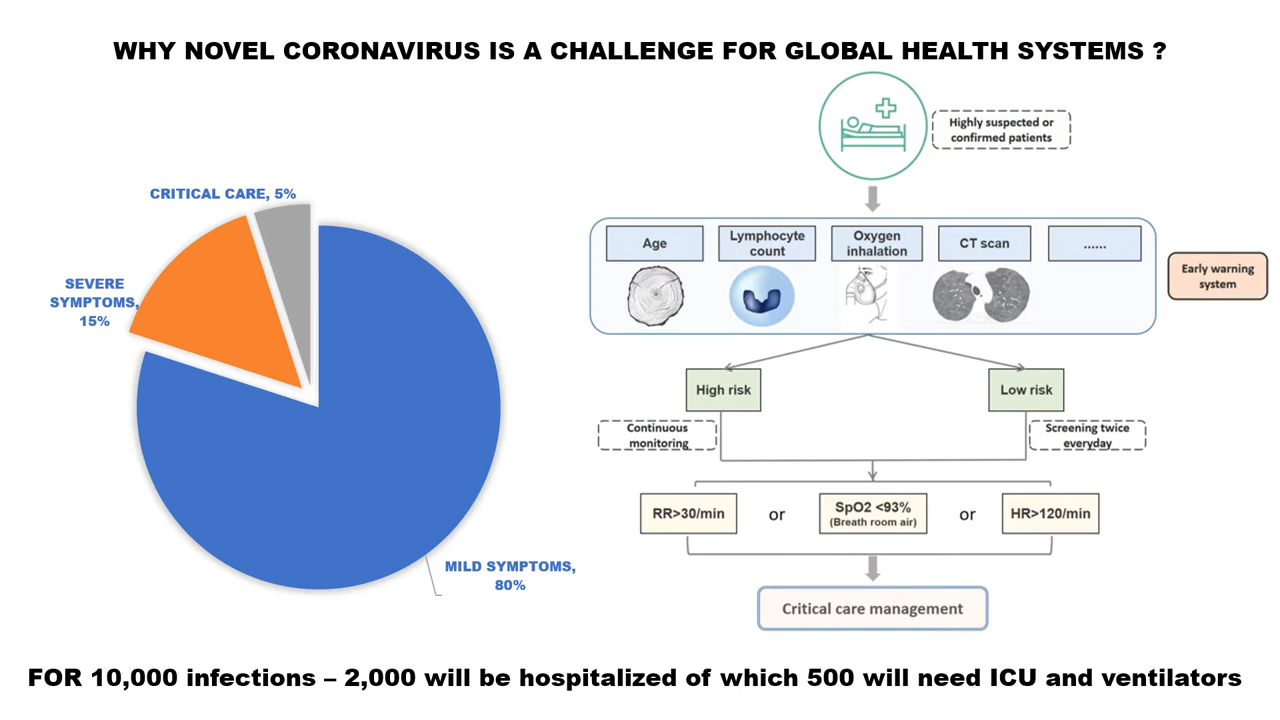 WHY NOVEL CORONAVIRUS IS A CHALLENGE FOR GLOBAL HEALTH SYSTEMS ?
CRITICAL CARE, 5%
SEVERE
SYMPTOMS,
15%
MILD SYMPTOMS,
80%
Highly suspected or
confirmed patients
Age
Lymphocyte
count
Oxygen
inhalation
CT scan
......
Early warning
system
High risk
Low risk
Continuous
monitoring
Screening twice
everyday
RR>30/min
or
SpO2 <93%
(Breath room air)
or
HR>120/min
Critical care management
FOR 10,000 infections – 2,000 will be hospitalized of which 500 will need ICU and ventilators